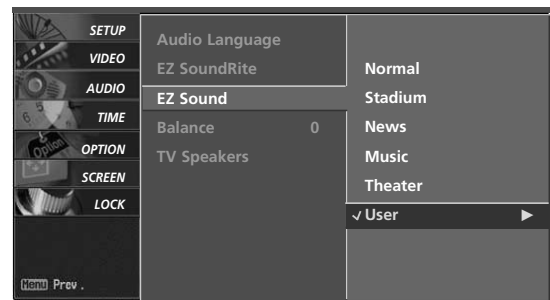 SETUP
VIDEO
AUDIO
TIME
OPTION
SCREEN
LOCK
Menu Prev .
Audio Language
EZ SoundRite
EZ Sound
Balance 0
TV Speakers
Normal
Stadium
News
Music
Theater
✓ User ▶